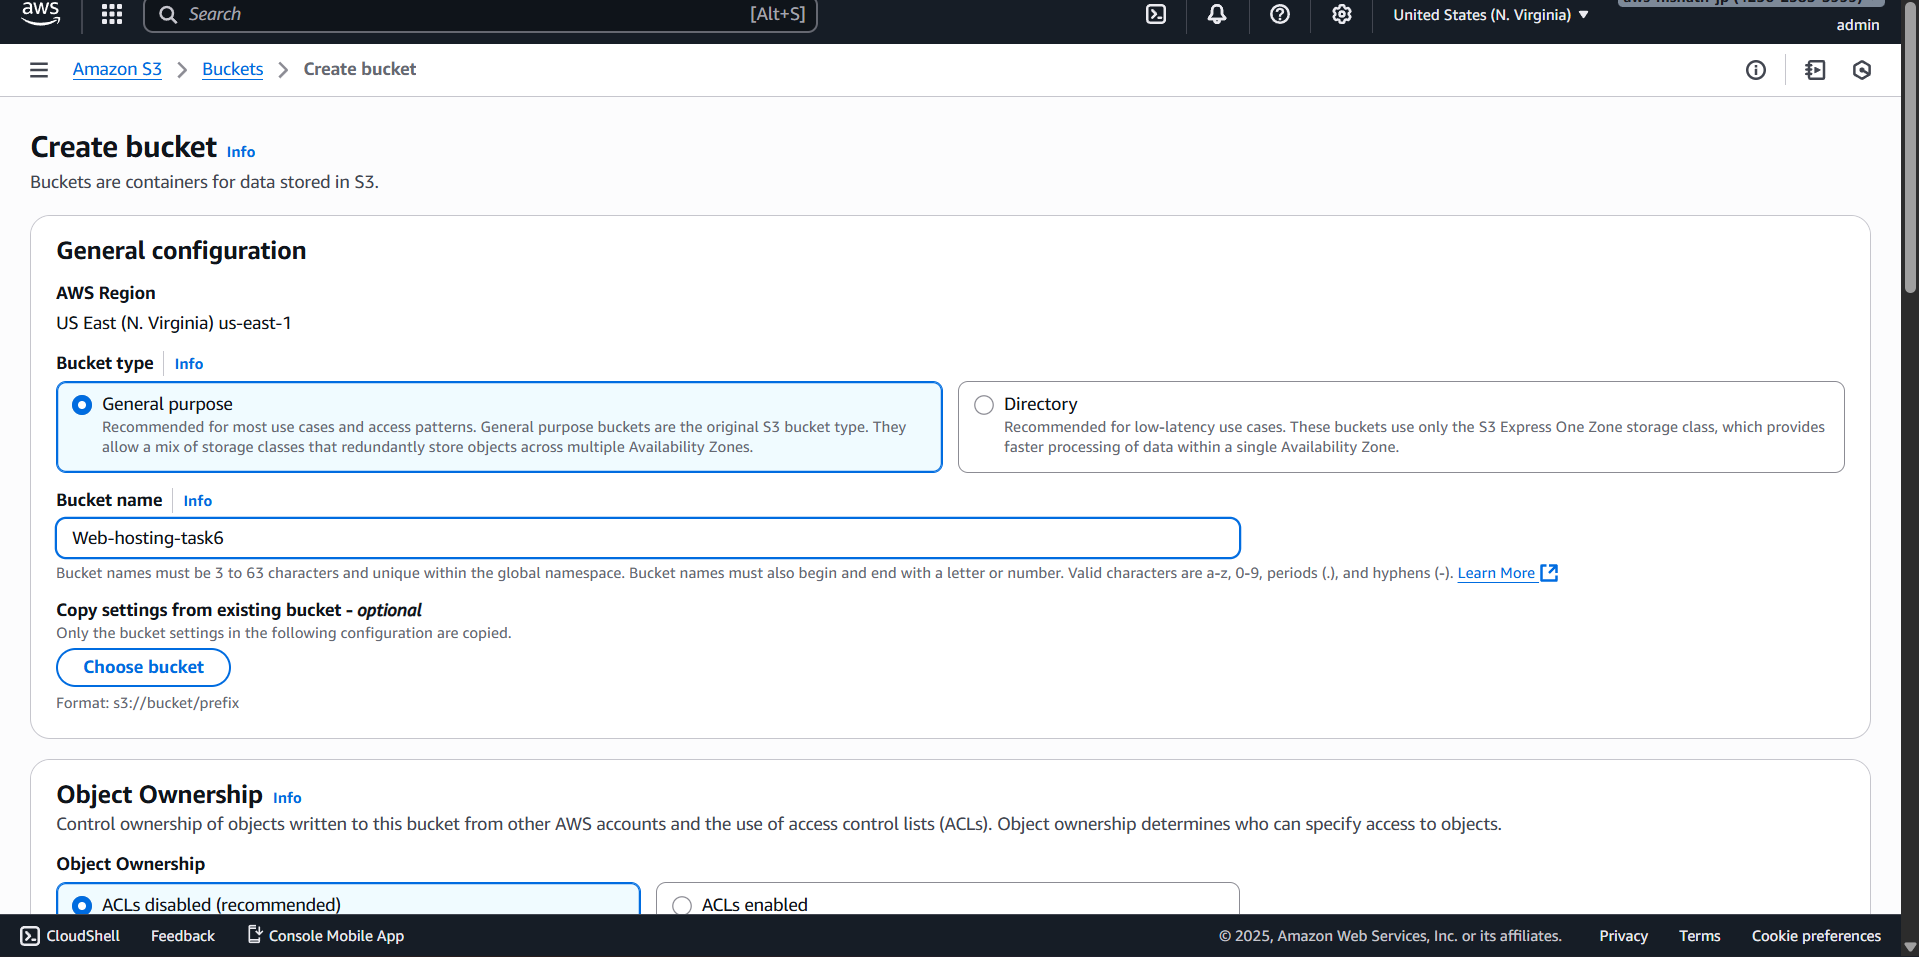 aws
Search [Alt+S]
United States (N. Virginia)
admin
Amazon S3 > Buckets > Create bucket
Create bucket Info
Buckets are containers for data stored in S3.
General configuration
AWS Region
US East (N. Virginia) us-east-1
Bucket type Info
General purpose
Recommended for most use cases and access patterns. General purpose buckets are the original S3 bucket type. They
allow a mix of storage classes that redundantly store objects across multiple Availability Zones.
Directory
Recommended for low-latency use cases. These buckets use only the S3 Express One Zone storage class, which provides
faster processing of data within a single Availability Zone.
Bucket name Info
Web-hosting-task6
Bucket names must be 3 to 63 characters and unique within the global namespace. Bucket names must also begin and end with a letter or number. Valid characters are a-z, 0-9, periods (.), and hyphens (-). Learn More
Copy settings from existing bucket - optional
Only the bucket settings in the following configuration are copied.
Choose bucket
Format: s3://bucket/prefix
Object Ownership Info
Control ownership of objects written to this bucket from other AWS accounts and the use of access control lists (ACLs). Object ownership determines who can specify access to objects.
Object Ownership
ACLs disabled (recommended)
ACLs enabled
CloudShell Feedback Console Mobile App © 2025, Amazon Web Services, Inc. or its affiliates. Privacy Terms Cookie preferences